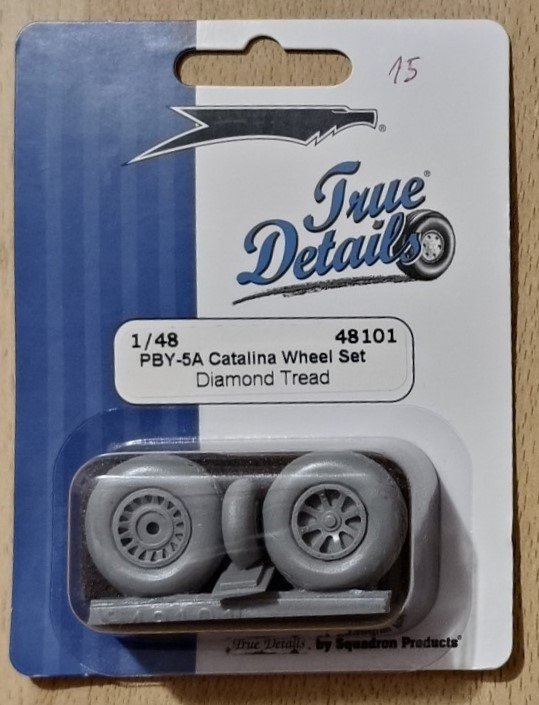 15
True
Details
1/48 48101
PBY-5A Catalina Wheel Set
Diamond Tread
True Details, by Squadron Products